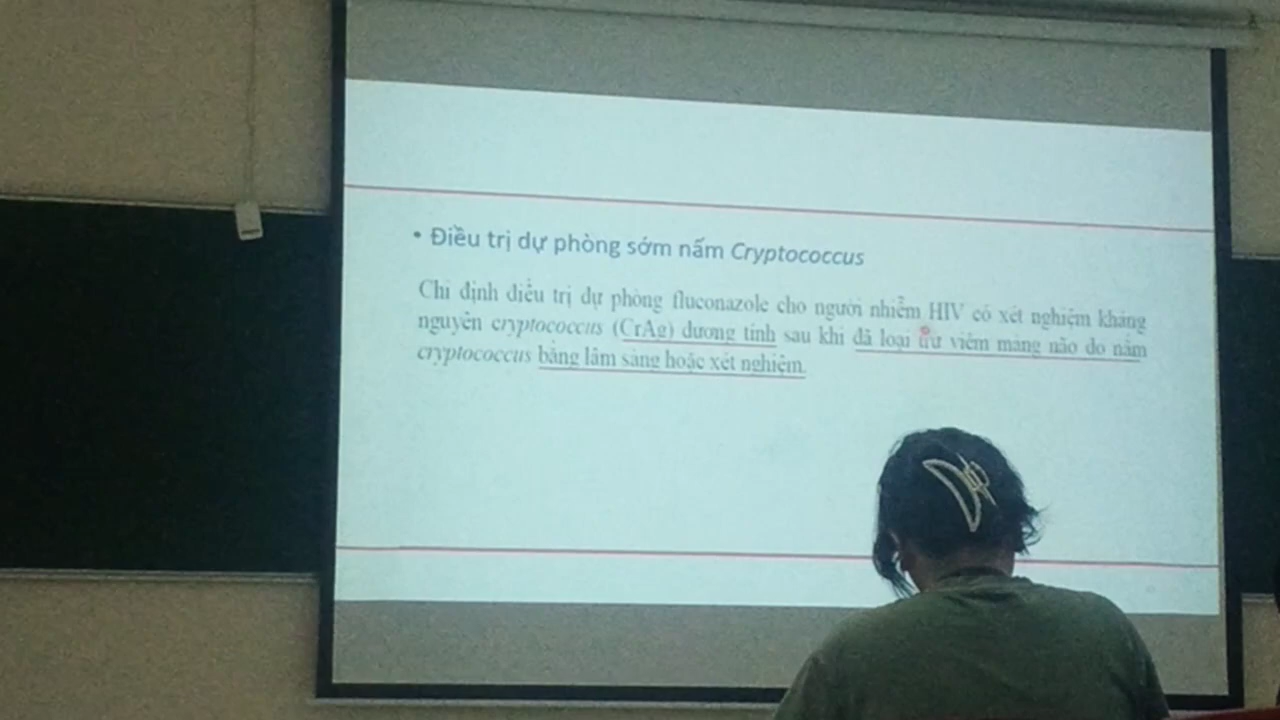 • Điều trị dự phòng sớm nấm Cryptococcus
Chỉ định điều trị dự phòng fluconazole cho người nhiễm HIV có xét nghiệm kháng
nguyên cryptococcus (CrAg) dương tính sau khi đã loại trừ viêm màng não do nấm
cryptococcus bằng lâm sàng hoặc xét nghiệm.